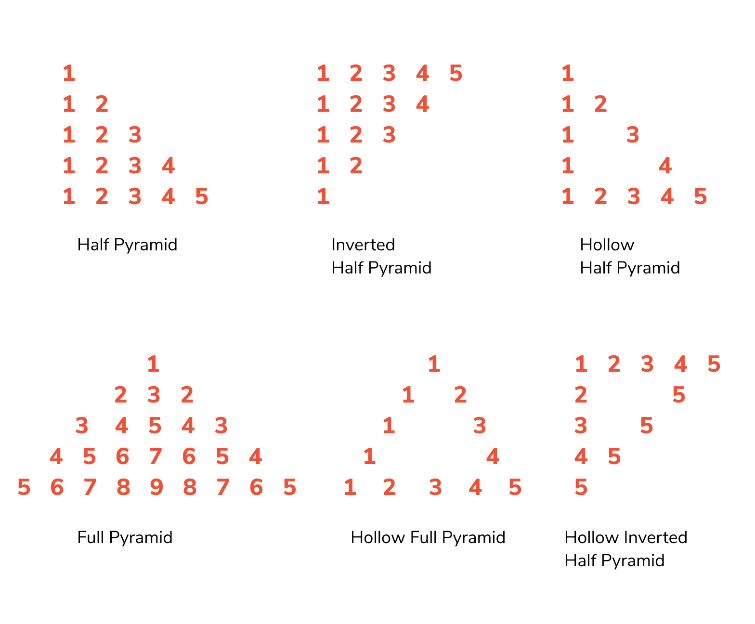 1
1 2
1 2 3
1 2 3 4
1 2 3 4 5
Half Pyramid
1 2 3 4 5
1 2 3 4
1 2 3
1 2
1
Inverted
Half Pyramid
1
1 2
1 3
1 4
1 2 3 4 5
Hollow
Half Pyramid
1
2 3 2
3 4 5 4 3
4 5 6 7 6 5 4
5 6 7 8 9 8 7 6 5
Full Pyramid
1
1 2
1 3
1 4
1 2 3 4 5
Hollow Full Pyramid
1 2 3 4 5
2 5
3 5
4 5
5
Hollow Inverted
Half Pyramid